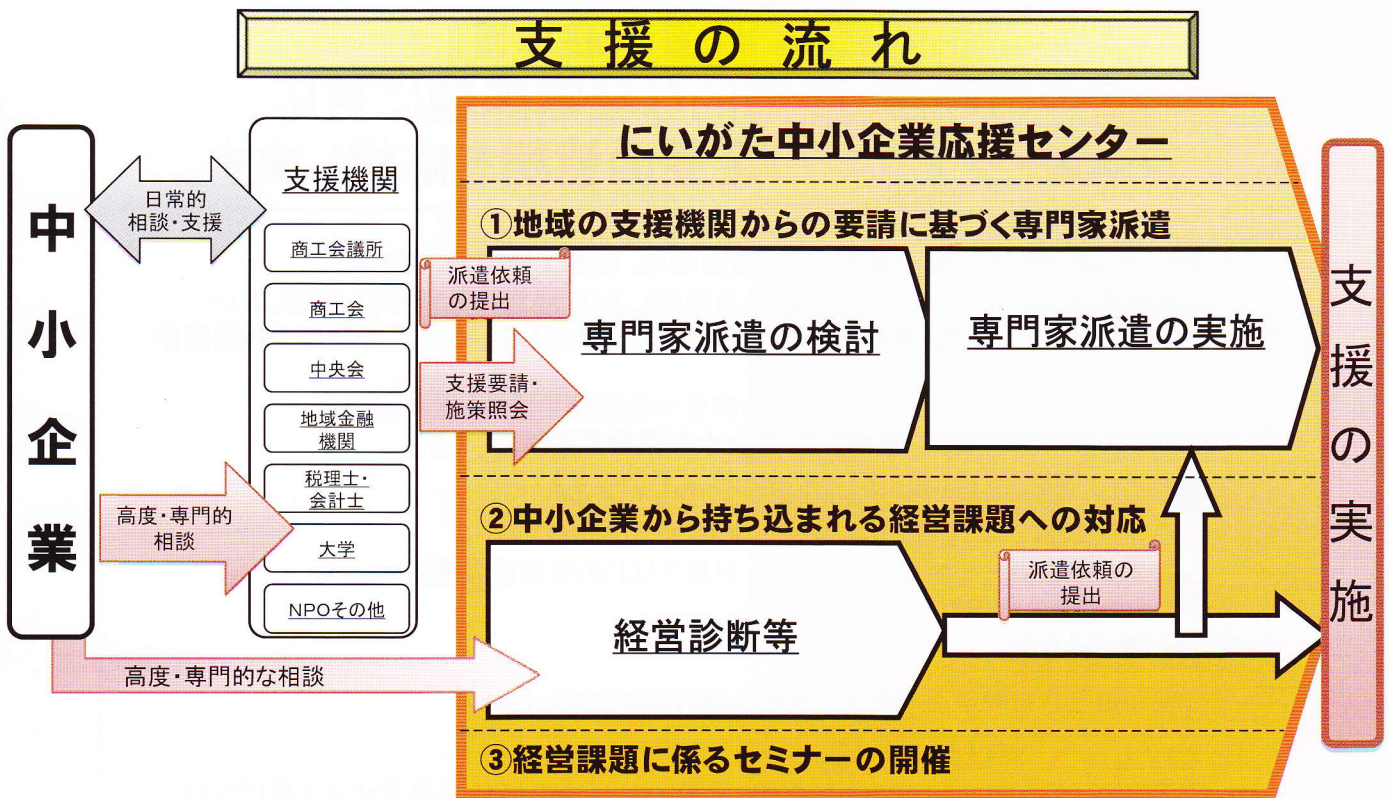 支援の流れ
中小企業
日常的
相談・支援
高度・専門的
相談
高度・専門的な相談
支援機関
商工会議所
商工会
中央会
地域金融
機関
税理士・
会計士
大学
NPOその他
派遣依頼
の提出
支援要請・
施策照会
にいがた中小企業応援センター
①地域の支援機関からの要請に基づく専門家派遣
専門家派遣の検討
専門家派遣の実施
②中小企業から持ち込まれる経営課題への対応
経営診断等
派遣依頼の
提出
③経営課題に係るセミナーの開催
支援の実施